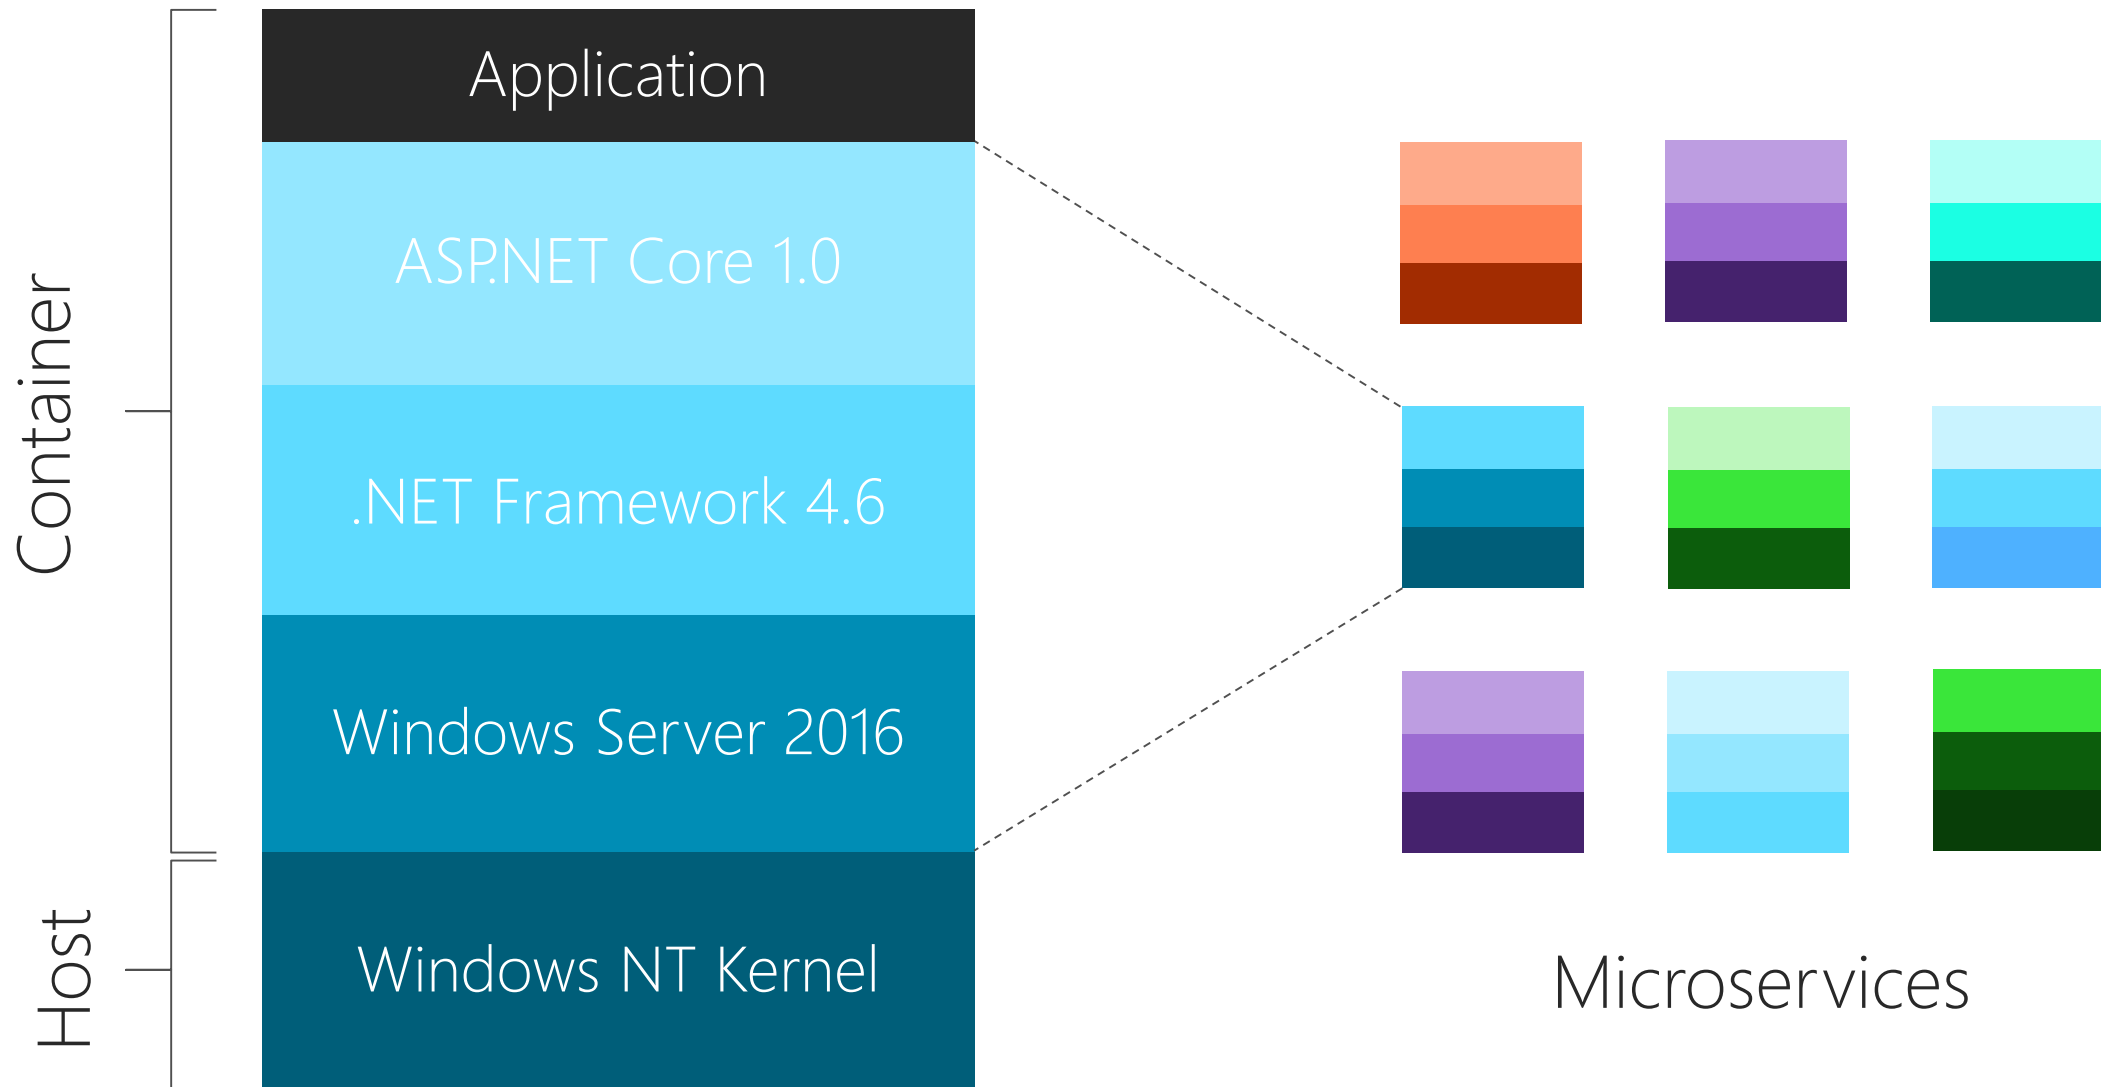 Application
ASP.NET Core 1.0
.NET Framework 4.6
Windows Server 2016
Windows NT Kernel
Container
Host
Microservices